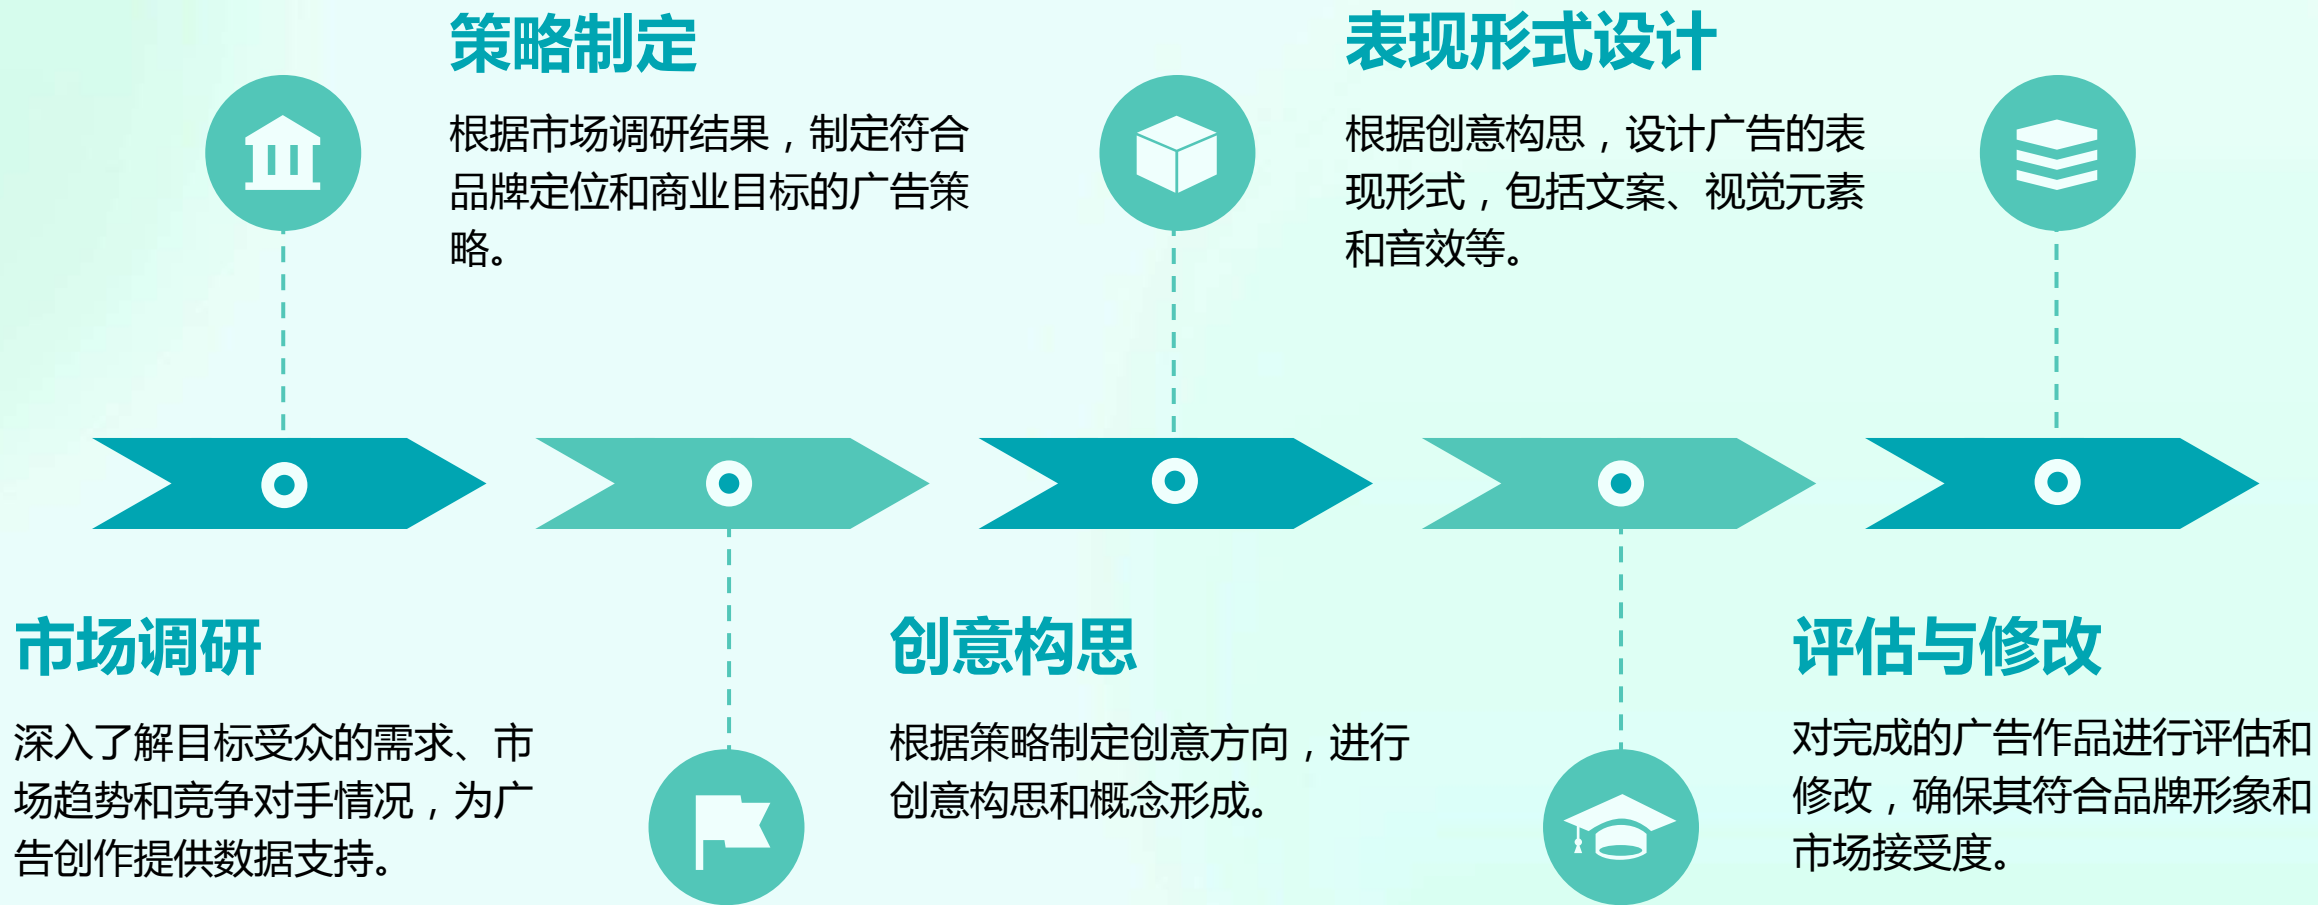 策略制定
根据市场调研结果，制定符合
品牌定位和商业目标的广告策
略。
表现形式设计
根据创意构思，设计广告的表
现形式，包括文案、视觉元素
和音效等。
市场调研
深入了解目标受众的需求、市
场趋势和竞争对手情况，为广
告创作提供数据支持。
创意构思
根据策略制定创意方向，进行
创意构思和概念形成。
评估与修改
对完成的广告作品进行评估和
修改，确保其符合品牌形象和
市场接受度。